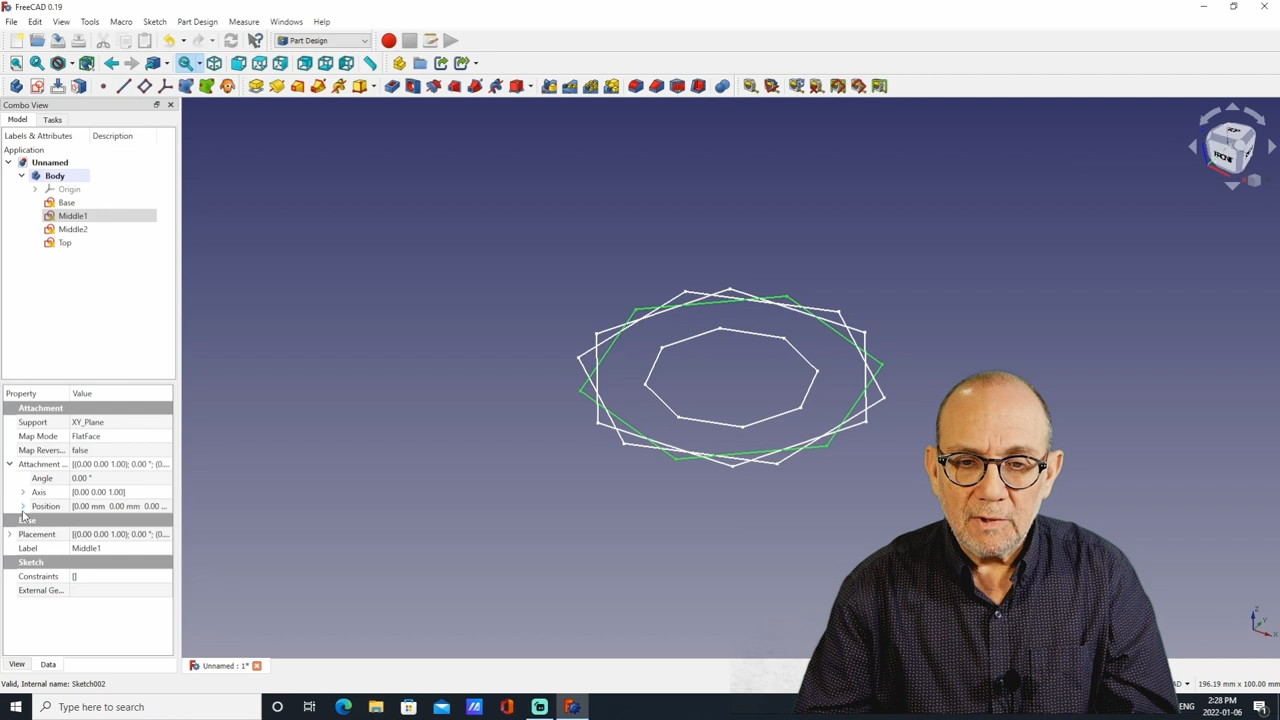 FreeCAD 0.19
File Edit View Tools Macro Sketch Part Design Measure Windows Help
Part Design
Combo View
Model Tasks
Labels & Attributes Description
Application
Unnamed
Body
Origin
Base
Middle1
Middle2
Top
TOP
FRONT
Property Value
Attachment
Support XY_Plane
Map Mode FlatFace
Map Revers... false
Attachment ... [(0.00 0.00 1.00); 0.00 °; (0....
Angle 0.00 °
Axis [0.00 0.00 1.00]
Position [0.00 mm 0.00 mm 0.00 ...
Placement [(0.00 0.00 1.00); 0.00 °; (0....
Label Middle1
Sketch
Constraints []
External Ge...
View Data
Unnamed : 1*
Valid, Internal name: Sketch002
196.19 mm x 100.00 mm
Type here to search
ENG
2:28 PM
2022-01-06